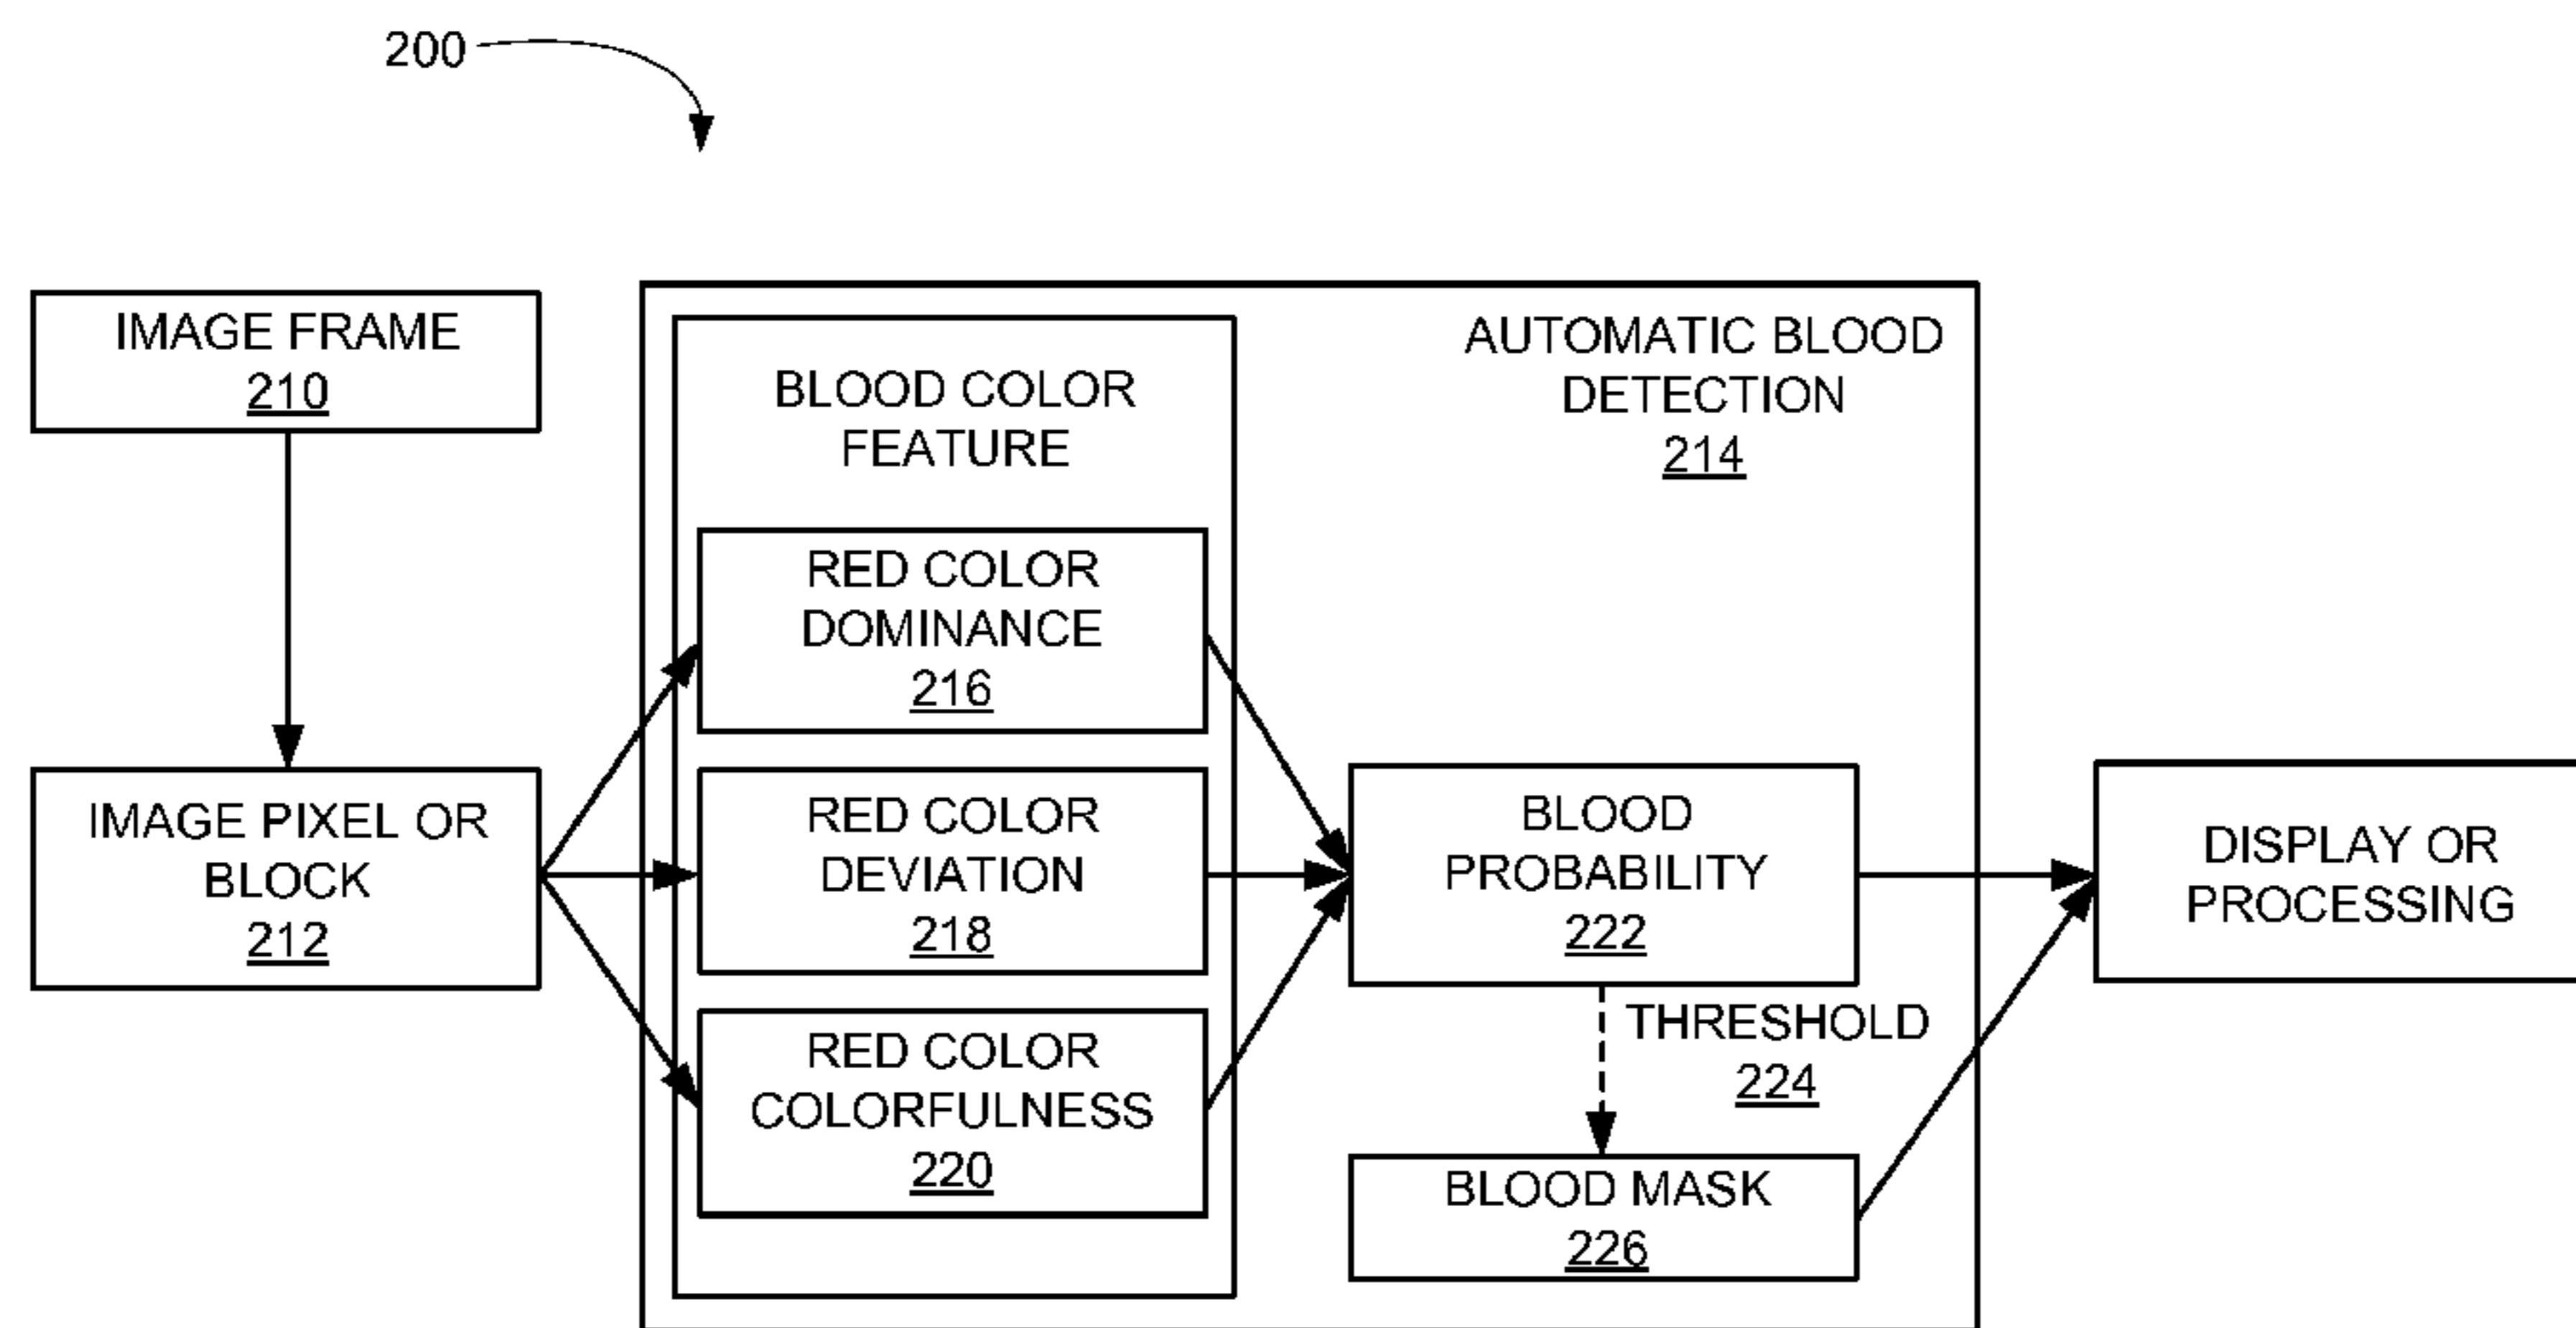 200
IMAGE FRAME
210
IMAGE PIXEL OR
BLOCK
212
AUTOMATIC BLOOD
DETECTION
214
BLOOD COLOR
FEATURE
RED COLOR
DOMINANCE
216
RED COLOR
DEVIATION
218
RED COLOR
COLORFULNESS
220
BLOOD
PROBABILITY
222
THRESHOLD
224
BLOOD MASK
226
DISPLAY OR
PROCESSING